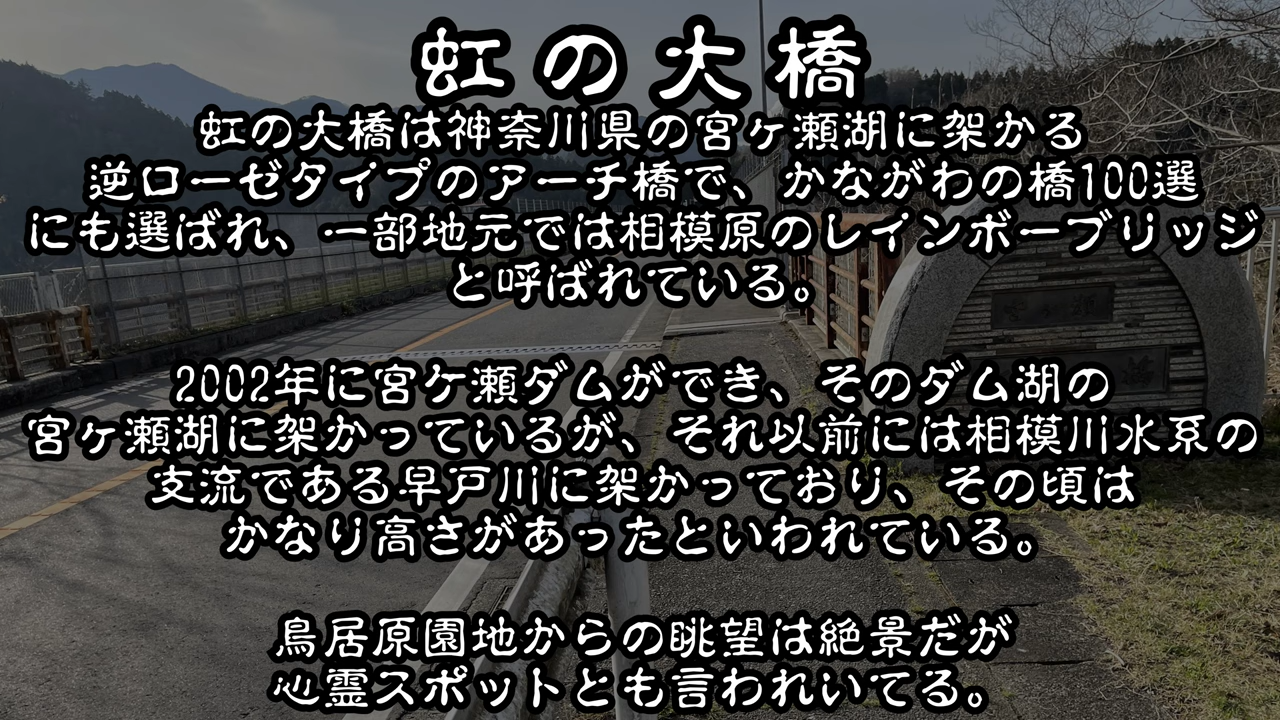 虹の大橋
虹の大橋は神奈川県の宮ヶ瀬湖に架かる
逆ローゼタイプのアーチ橋で、かながわの橋100選
にも選ばれ、一部地元では相模原のレインボーブリッジ
と呼ばれている。
2002年に宮ケ瀬ダムができ、そのダム湖の
宮ヶ瀬湖に架かっているが、それ以前には相模川水系の
支流である早戸川に架かっており、その頃は
かなり高さがあったといわれている。
鳥居原園地からの眺望は絶景だが
心霊スポットとも言われいてる。